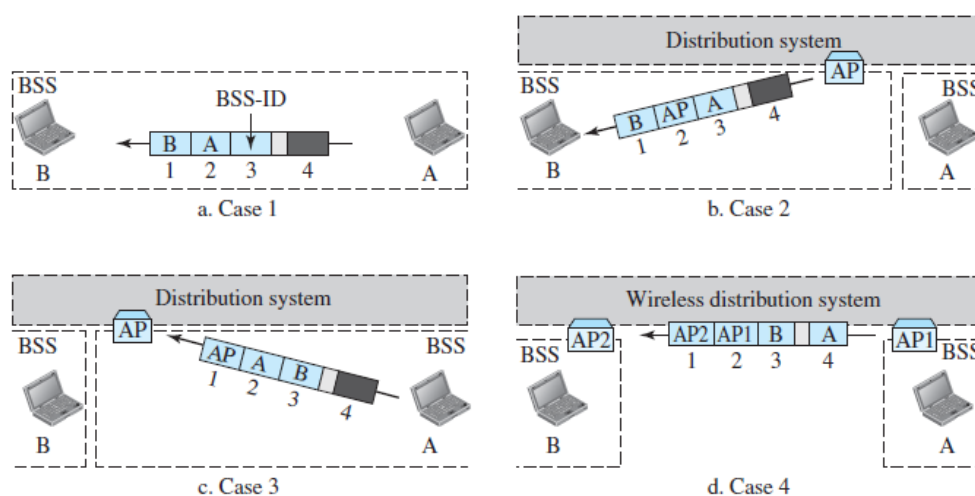 BSS
BSS-ID
B A
1 2 3 4
B
A
a. Case 1
Distribution system
AP
BSS
BSS
B AP A
1 2 3 4
B
A
b. Case 2
Distribution system
AP
BSS
BSS
AP A B
1 2 3 4
B
A
c. Case 3
Wireless distribution system
AP2
AP2 AP1 B A
AP1
BSS
BSS
1 2 3 4
B
A
d. Case 4